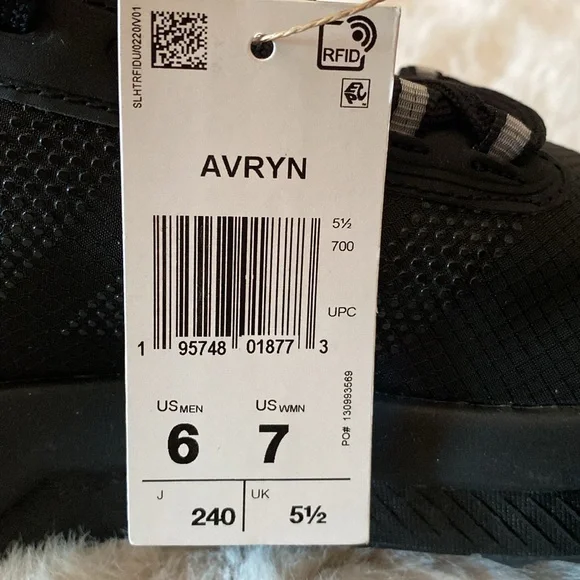 SLHTRFIDU/0220/V01
RFID
EPC
AVRYN
5½
700
UPC
1 95748 01877 3
US MEN US WMN
6 7
PO# 130993569
J 240 UK 5½